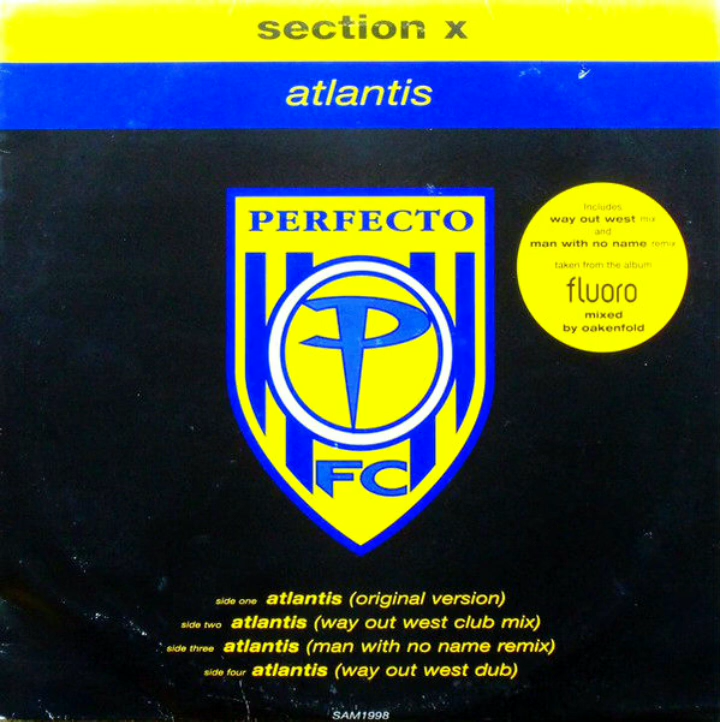 section x
atlantis
PERFECTO
P
FC
Includes
way out west mix
and
man with no name remix
taken from the album
fluoro
mixed
by oakenfold
side one atlantis (original version)
side two atlantis (way out west club mix)
side three atlantis (man with no name remix)
side four atlantis (way out west dub)
SAM1998